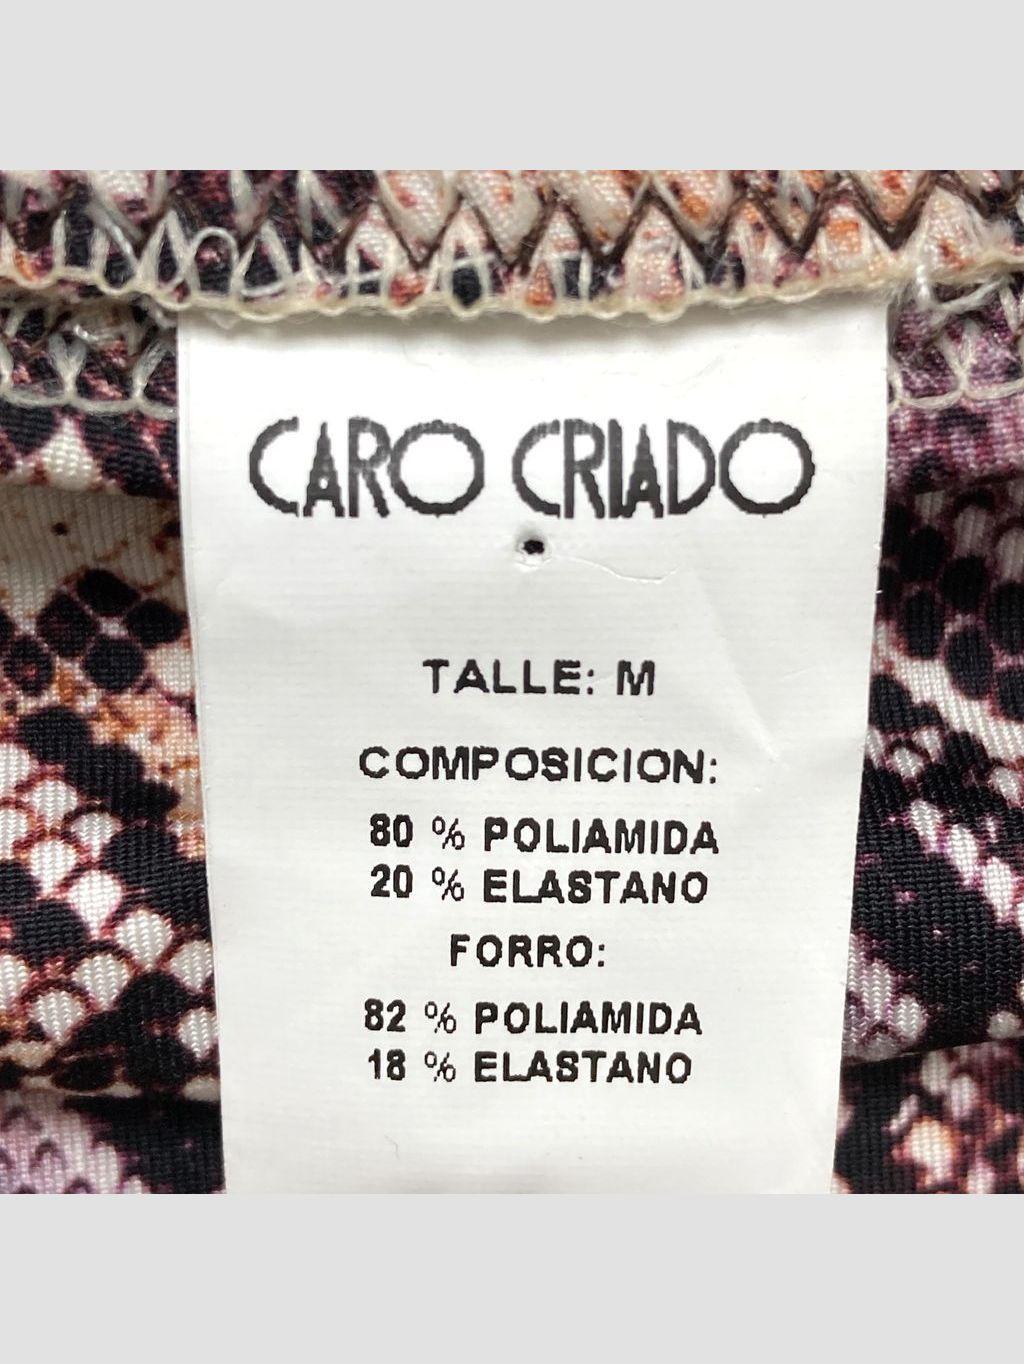 CARO CRIADO
TALLE: M
COMPOSICION:
80 % POLIAMIDA
20 % ELASTANO
FORRO:
82 % POLIAMIDA
18 % ELASTANO